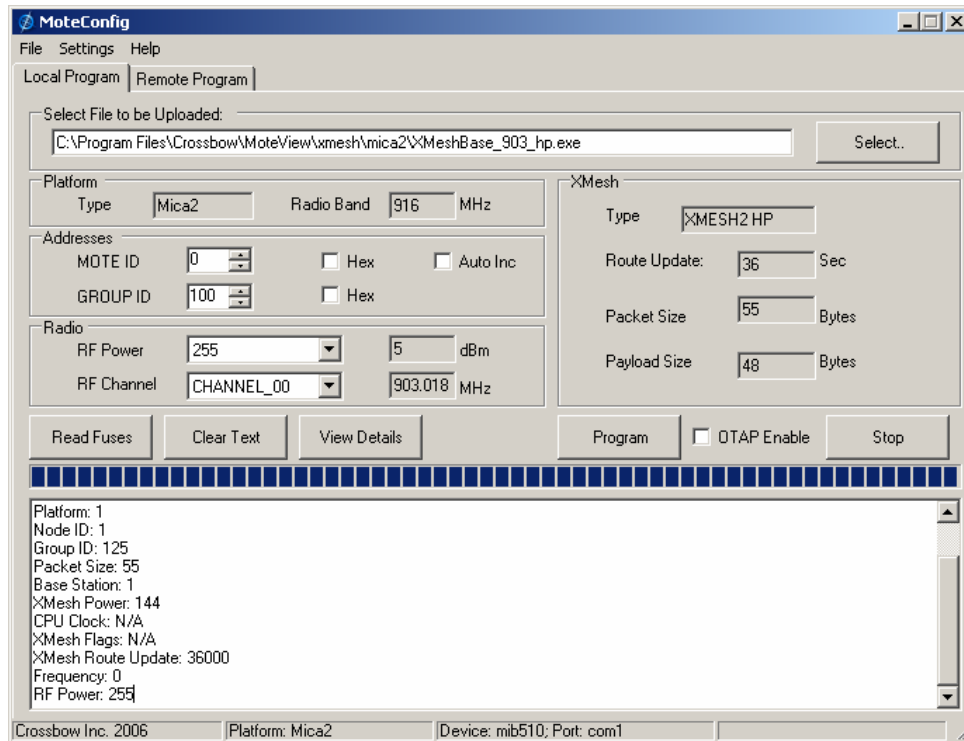 MoteConfig
File Settings Help
Local Program Remote Program
Select File to be Uploaded:
C:\Program Files\Crossbow\MoteView\xmesh\mica2\XMeshBase_903_hp.exe Select..
Platform
Type Mica2 Radio Band 916 MHz
Addresses
MOTE ID 0 Hex Auto Inc
GROUP ID 100 Hex
Radio
RF Power 255 5 dBm
RF Channel CHANNEL_00 903.018 MHz
XMesh
Type XMESH2 HP
Route Update: 36 Sec
Packet Size 55 Bytes
Payload Size 48 Bytes
Read Fuses Clear Text View Details Program OTAP Enable Stop
Platform: 1
Node ID: 1
Group ID: 125
Packet Size: 55
Base Station: 1
XMesh Power: 144
CPU Clock: N/A
XMesh Flags: N/A
XMesh Route Update: 36000
Frequency: 0
RF Power: 255
Crossbow Inc. 2006 Platform: Mica2 Device: mib510; Port: com1